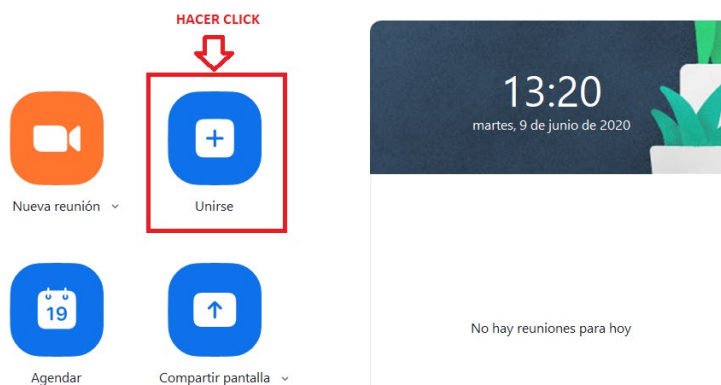 HACER CLICK
13:20
martes, 9 de junio de 2020
Nueva reunión
Unirse
19
Agendar
Compartir pantalla
No hay reuniones para hoy